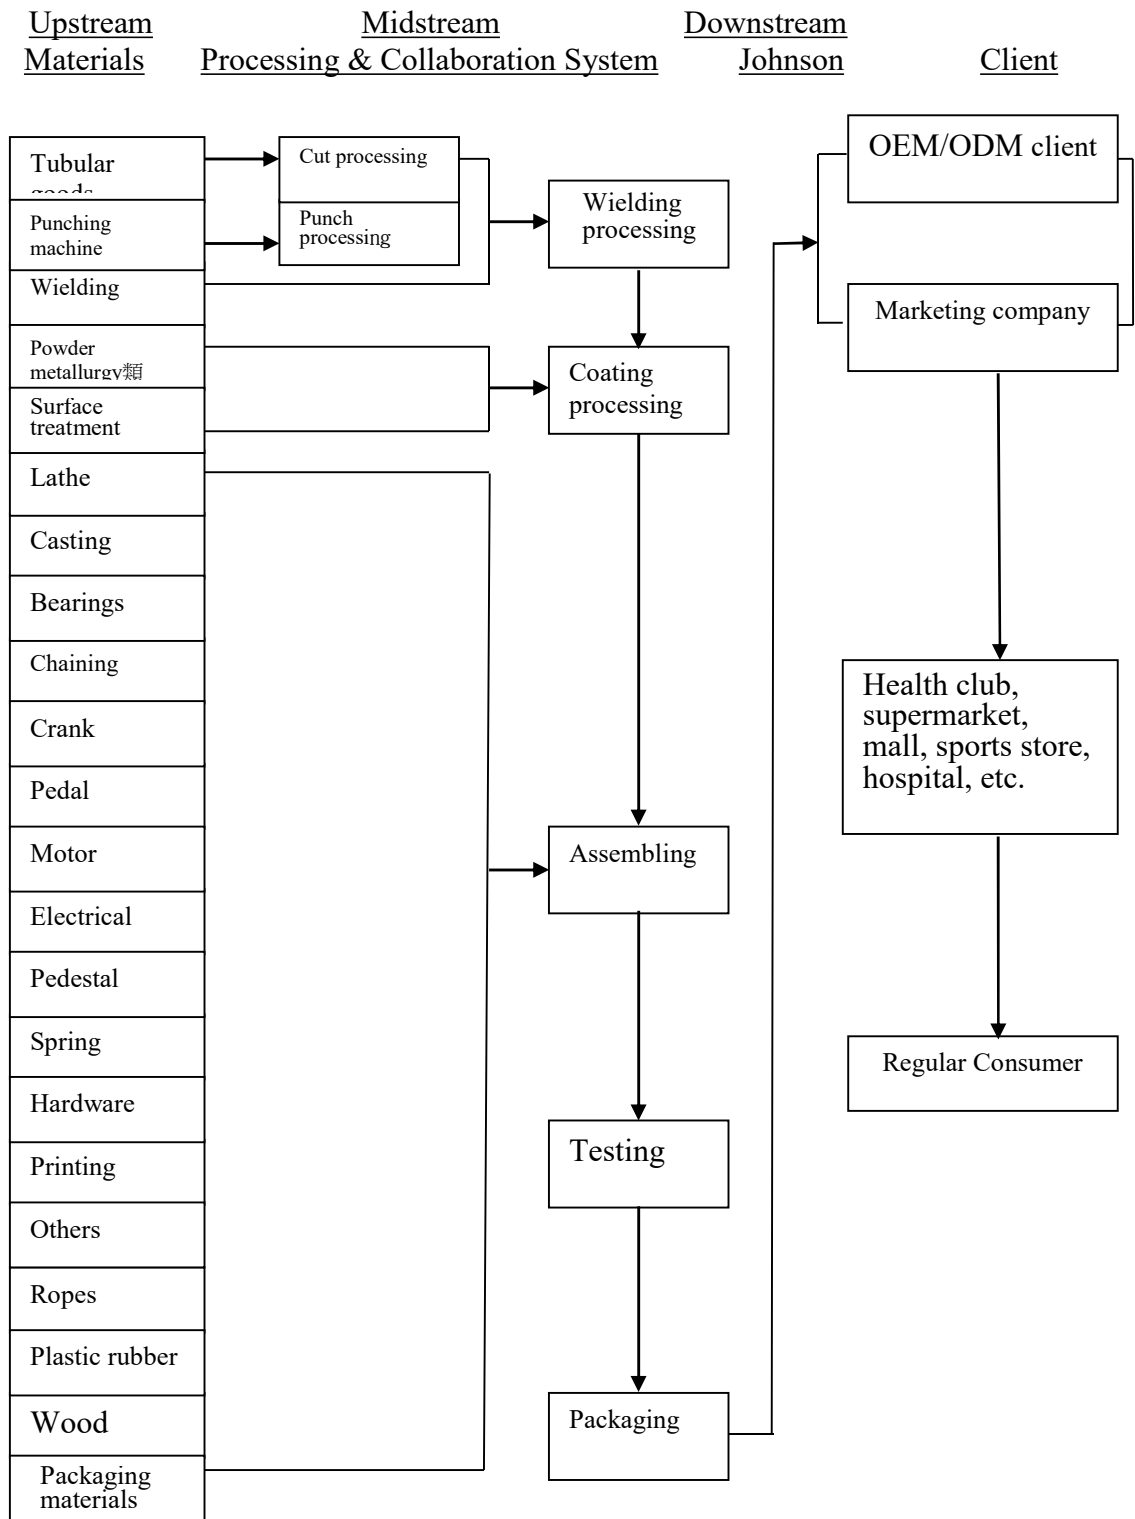 Upstream
Midstream
Downstream
Materials
Processing & Collaboration System
Johnson
Client
Tubular
goods
Punching
machine
Wielding
Powder
metallurgy類
Surface
treatment
Lathe
Casting
Bearings
Chaining
Crank
Pedal
Motor
Electrical
Pedestal
Spring
Hardware
Printing
Others
Ropes
Plastic rubber
Wood
Packaging
materials
Cut processing
Punch
processing
Wielding
processing
Coating
processing
Assembling
Testing
Packaging
OEM/ODM client
Marketing company
Health club,
supermarket,
mall, sports store,
hospital, etc.
Regular Consumer